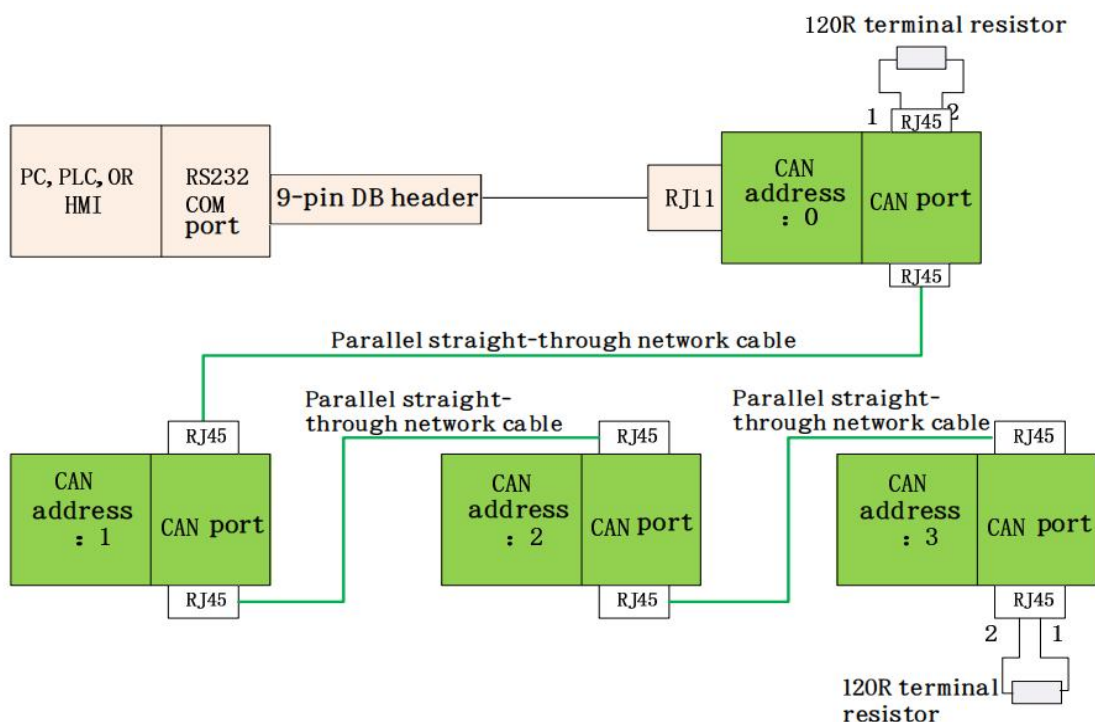 120R terminal resistor
1
2
RJ45
PC, PLC, OR
HMI
RS232
COM
port
9-pin DB header
RJ11
CAN
address
: 0
CAN port
RJ45
Parallel straight-through network cable
Parallel straight-
through network cable
Parallel straight-
through network cable
RJ45
CAN
address
: 1
CAN port
RJ45
RJ45
CAN
address
: 2
CAN port
RJ45
RJ45
CAN
address
: 3
CAN port
RJ45
2
1
120R terminal
resistor